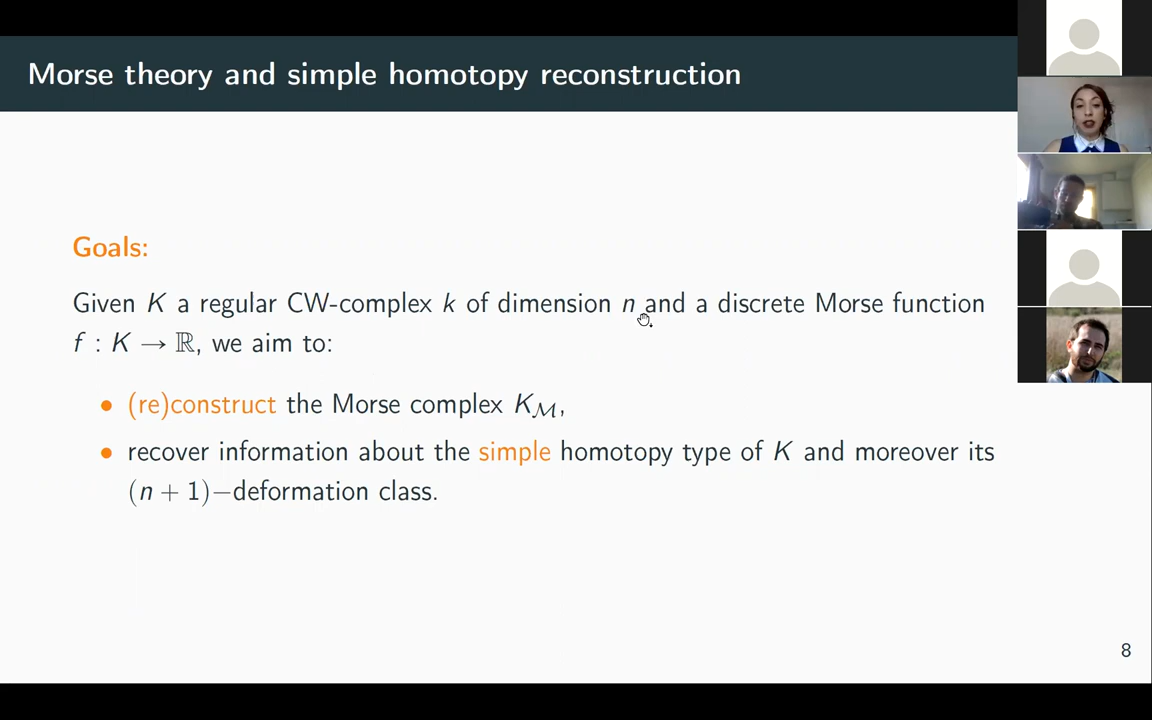 Morse theory and simple homotopy reconstruction
Goals:
Given K a regular CW-complex k of dimension n and a discrete Morse function
f : K → ℝ, we aim to:
• (re)construct the Morse complex K_ℳ,
• recover information about the simple homotopy type of K and moreover its
(n + 1)−deformation class.
8